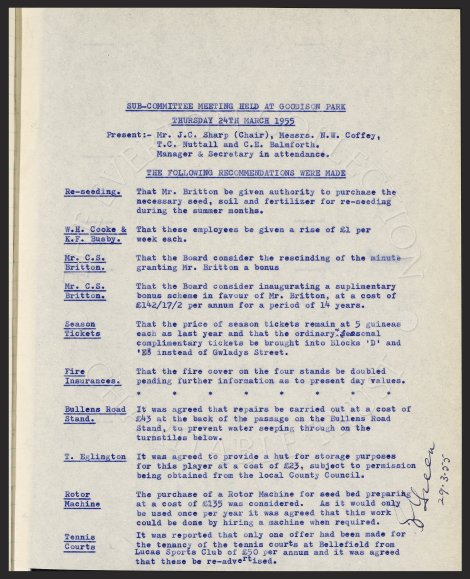 SUB-COMMITTEE MEETING HELD AT GOODISON PARK
THURSDAY 24TH MARCH 1955
Present:- Mr. J.C. Sharp (Chair), Messrs. N.W. Coffey,
T.C. Nuttall and C.E. Balmforth.
Manager & Secretary in attendance.
THE FOLLOWING RECOMMENDATIONS WERE MADE
Re-seeding. That Mr. Britton be given authority to purchase the
necessary seed, soil and fertilizer for re-seeding
during the summer months.
W.H. Cooke & That these employees be given a rise of £1 per
K.F. Busby. week each.
Mr. C.S. That the Board consider the rescinding of the minute
Britton. granting Mr. Britton a bonus
Mr. C.S. That the Board consider inaugurating a suplimentary
Britton. bonus scheme in favour of Mr. Britton, at a cost of
£142/17/2 per annum for a period of 14 years.
Season That the price of season tickets remain at 5 guineas
Tickets each as last year and that the ordinary seasonal
complimentary tickets be brought into Blocks 'D' and
'E' instead of Gwladys Street.
Fire That the fire cover on the four stands be doubled
Insurances. pending further information as to present day values.
* * * * * * * *
Bullens Road It was agreed that repairs be carried out at a cost of
Stand. £43 at the back of the passage on the Bullens Road
Stand, to prevent water seeping through on the
turnstiles below.
T. Eglington It was agreed to provide a hut for storage purposes
for this player at a cost of £23, subject to permission
being obtained from the local County Council.
Rotor The purchase of a Rotor Machine for seed bed preparing
Machine at a cost of £135 was considered. As it would only
be used once per year it was agreed that this work
could be done by hiring a machine when required.
Tennis It was reported that only one offer had been made for
Courts the tenancy of the tennis courts at Bellefield from
Lucas Sports Club of £50 per annum and it was agreed
that these be re-advertised.
Green
29.3.55